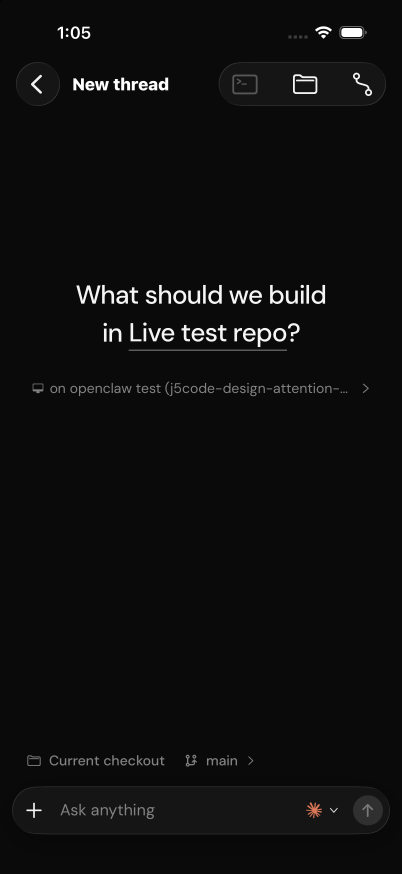 1:05
New thread
What should we build
in Live test repo?
on openclaw test (j5code-design-attention-...
Current checkout
main
Ask anything